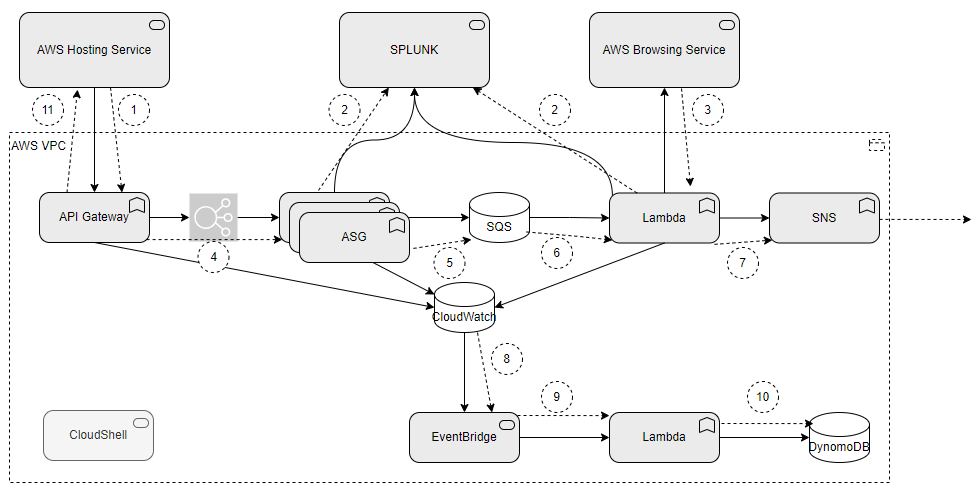 AWS Hosting Service
SPLUNK
AWS Browsing Service
11
1
2
2
3
AWS VPC
API Gateway
ASG
SQS
Lambda
SNS
4
5
6
7
CloudWatch
8
9
10
CloudShell
EventBridge
Lambda
DynomoDB